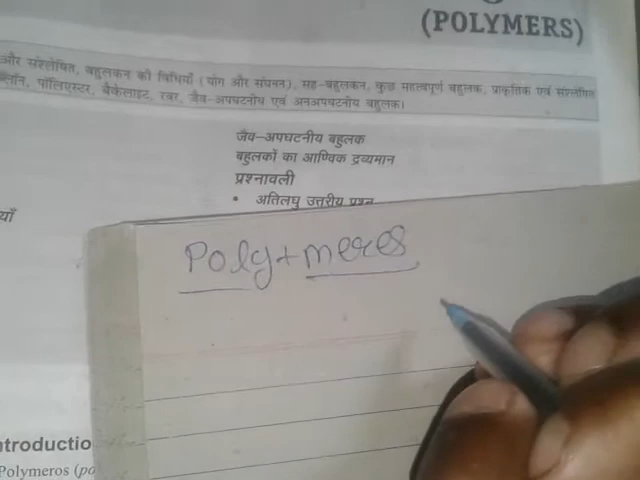 (POLYMERS)
और संश्लेषित, बहुलकन की विधियाँ (योग और संघनन), सह-बहुलकन, कुछ महत्वपूर्ण बहुलक, प्राकृतिक एवं संश्लेषित
पॉलिएस्टर, बैकेलाइट, रबर, जैव-अपघटनीय एवं अनअपघटनीय बहुलक।
जैव-अपघटनीय बहुलक
बहुलकों का आण्विक द्रव्यमान
प्रश्नावली
• अतिलघु उत्तरीय प्रश्न
Poly+meres
ntroductio
Polymeros (po